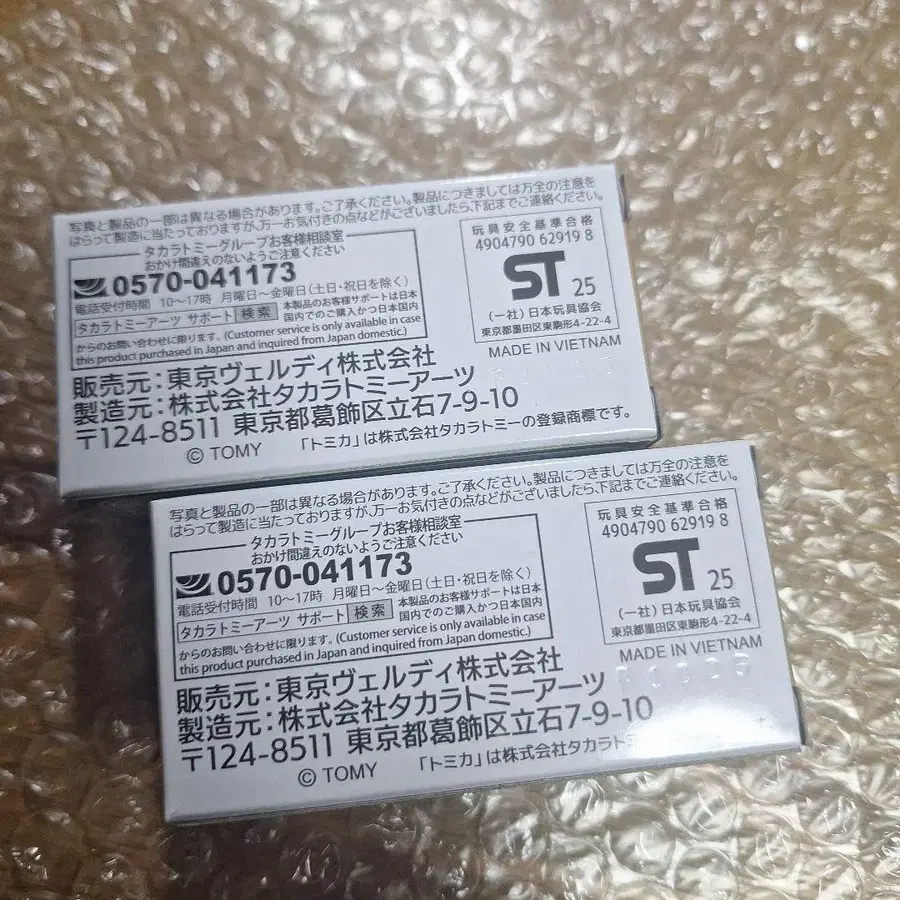 写真と製品の一部は異なる場合があります。ご了承ください。製品につきましては万全の注意を
はらって製造に当たっておりますが、万一お気付きの点などがございましたら、下記までご連絡ください。
タカラトミーグループお客様相談室
おかけ間違えのないようご注意ください
0570-041173
電話受付時間 10〜17時 月曜日〜金曜日(土日・祝日を除く)
タカラトミーアーツ サポート 検索
本製品のお客様サポートは日本
国内でのご購入かつ日本国内
からのお問い合わせに限ります。(Customer service is only available in case
this product purchased in Japan and inquired from Japan domestic.)
玩具安全基準合格
4904790 62919 8
ST 25
(一社)日本玩具協会
東京都墨田区東駒形4-22-4
MADE IN VIETNAM
販売元:東京ヴェルディ株式会社
製造元:株式会社タカラトミーアーツ
〒124-8511 東京都葛飾区立石7-9-10
© TOMY 「トミカ」は株式会社タカラトミーの登録商標です。
写真と製品の一部は異なる場合があります。ご了承ください。製品につきましては万全の注意を
はらって製造に当たっておりますが、万一お気付きの点などがございましたら、下記までご連絡ください。
タカラトミーグループお客様相談室
おかけ間違えのないようご注意ください
0570-041173
電話受付時間 10〜17時 月曜日〜金曜日(土日・祝日を除く)
タカラトミーアーツ サポート 検索
本製品のお客様サポートは日本
国内でのご購入かつ日本国内
からのお問い合わせに限ります。(Customer service is only available in case
this product purchased in Japan and inquired from Japan domestic.)
玩具安全基準合格
4904790 62919 8
ST 25
(一社)日本玩具協会
東京都墨田区東駒形4-22-4
MADE IN VIETNAM
販売元:東京ヴェルディ株式会社
製造元:株式会社タカラトミーアーツ
〒124-8511 東京都葛飾区立石7-9-10
© TOMY 「トミカ」は株式会社タカラト